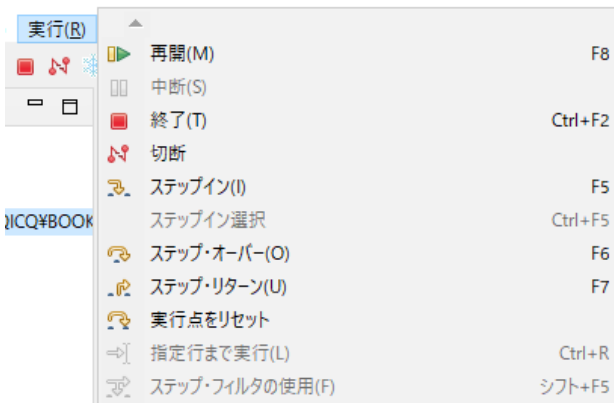 実行(R)
再開(M) F8
中断(S)
終了(T) Ctrl+F2
切断
ステップイン(I) F5
QICQ¥BOOK
ステップイン選択 Ctrl+F5
ステップ・オーバー(O) F6
ステップ・リターン(U) F7
実行点をリセット
指定行まで実行(L) Ctrl+R
ステップ・フィルタの使用(F) シフト+F5